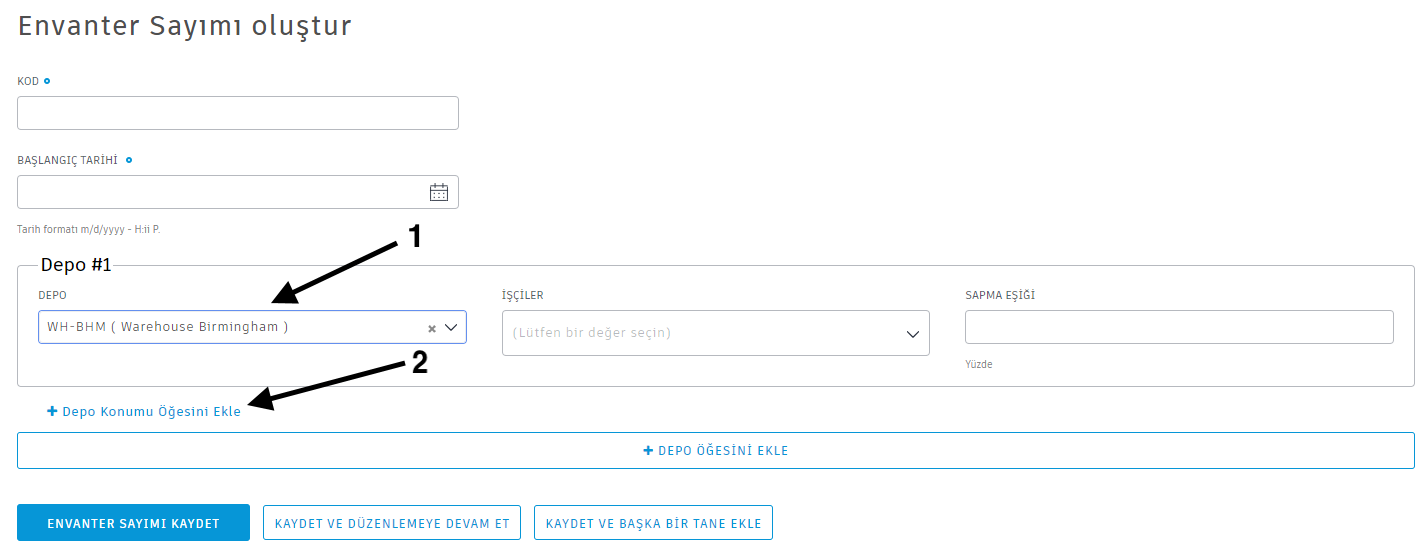 Envanter Sayımı oluştur
KOD
BAŞLANGIÇ TARİHİ
Tarih formatı m/d/yyyy - H:ii P.
1
Depo #1
DEPO
İŞÇİLER
SAPMA EŞİĞİ
WH-BHM ( Warehouse Birmingham )
(Lütfen bir değer seçin)
Yüzde
2
+ Depo Konumu Öğesini Ekle
+ DEPO ÖĞESİNİ EKLE
ENVANTER SAYIMI KAYDET
KAYDET VE DÜZENLEMEYE DEVAM ET
KAYDET VE BAŞKA BİR TANE EKLE